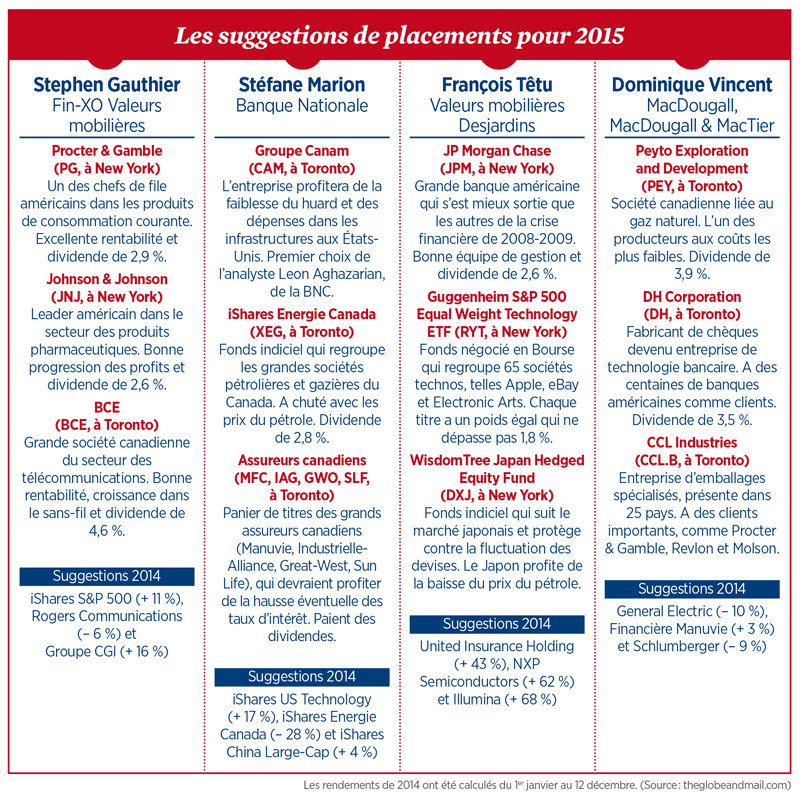 Les suggestions de placements pour 2015
Stephen Gauthier
Fin-XO Valeurs
mobilières
Procter & Gamble
(PG, à New York)
Un des chefs de file
américains dans les produits
de consommation courante.
Excellente rentabilité et
dividende de 2,9 %.
Johnson & Johnson
(JNJ, à New York)
Leader américain dans le
secteur des produits
pharmaceutiques. Bonne
progression des profits et
dividende de 2,6 %.
BCE
(BCE, à Toronto)
Grande société canadienne
du secteur des
télécommunications. Bonne
rentabilité, croissance dans
le sans-fil et dividende de
4,6 %.
Suggestions 2014
iShares S&P 500 (+ 11 %),
Rogers Communications
(– 6 %) et
Groupe CGI (+ 16 %)
Stéfane Marion
Banque Nationale
Groupe Canam
(CAM, à Toronto)
L'entreprise profitera de la
faiblesse du huard et des
dépenses dans les
infrastructures aux États-
Unis. Premier choix de
l'analyste Leon Aghazarian,
de la BNC.
iShares Energie Canada
(XEG, à Toronto)
Fonds indiciel qui regroupe
les grandes sociétés
pétrolières et gazières du
Canada. A chuté avec les
prix du pétrole. Dividende
de 2,8 %.
Assureurs canadiens
(MFC, IAG, GWO, SLF,
à Toronto)
Panier de titres des grands
assureurs canadiens
(Manuvie, Industrielle-
Alliance, Great-West, Sun
Life), qui devraient profiter
de la hausse éventuelle des
taux d'intérêt. Paient des
dividendes.
Suggestions 2014
iShares US Technology
(+ 17 %), iShares Energie
Canada (– 28 %) et iShares
China Large-Cap (+ 4 %)
François Têtu
Valeurs mobilières
Desjardins
JP Morgan Chase
(JPM, à New York)
Grande banque américaine
qui s'est mieux sortie que
les autres de la crise
financière de 2008-2009.
Bonne équipe de gestion et
dividende de 2,6 %.
Guggenheim S&P 500
Equal Weight Technology
ETF (RYT, à New York)
Fonds négocié en Bourse
qui regroupe 65 sociétés
technos, telles Apple, eBay
et Electronic Arts. Chaque
titre a un poids égal qui ne
dépasse pas 1,8 %.
WisdomTree Japan Hedged
Equity Fund
(DXJ, à New York)
Fonds indiciel qui suit le
marché japonais et protège
contre la fluctuation des
devises. Le Japon profite de
la baisse du prix du pétrole.
Suggestions 2014
United Insurance Holding
(+ 43 %), NXP
Semiconductors (+ 62 %)
et Illumina (+ 68 %)
Dominique Vincent
MacDougall,
MacDougall & MacTier
Peyto Exploration
and Development
(PEY, à Toronto)
Société canadienne liée au
gaz naturel. L'un des
producteurs aux coûts les
plus faibles. Dividende de
3,9 %.
DH Corporation
(DH, à Toronto)
Fabricant de chèques
devenu entreprise de
technologie bancaire. A des
centaines de banques
américaines comme clients.
Dividende de 3,5 %.
CCL Industries
(CCL.B, à Toronto)
Entreprise d'emballages
spécialisés, présente dans
25 pays. A des clients
importants, comme Procter
& Gamble, Revlon et Molson.
Suggestions 2014
General Electric (– 10 %),
Financière Manuvie (+ 3 %)
et Schlumberger (– 9 %)
Les rendements de 2014 ont été calculés du 1er janvier au 12 décembre. (Source : theglobeandmail.com)